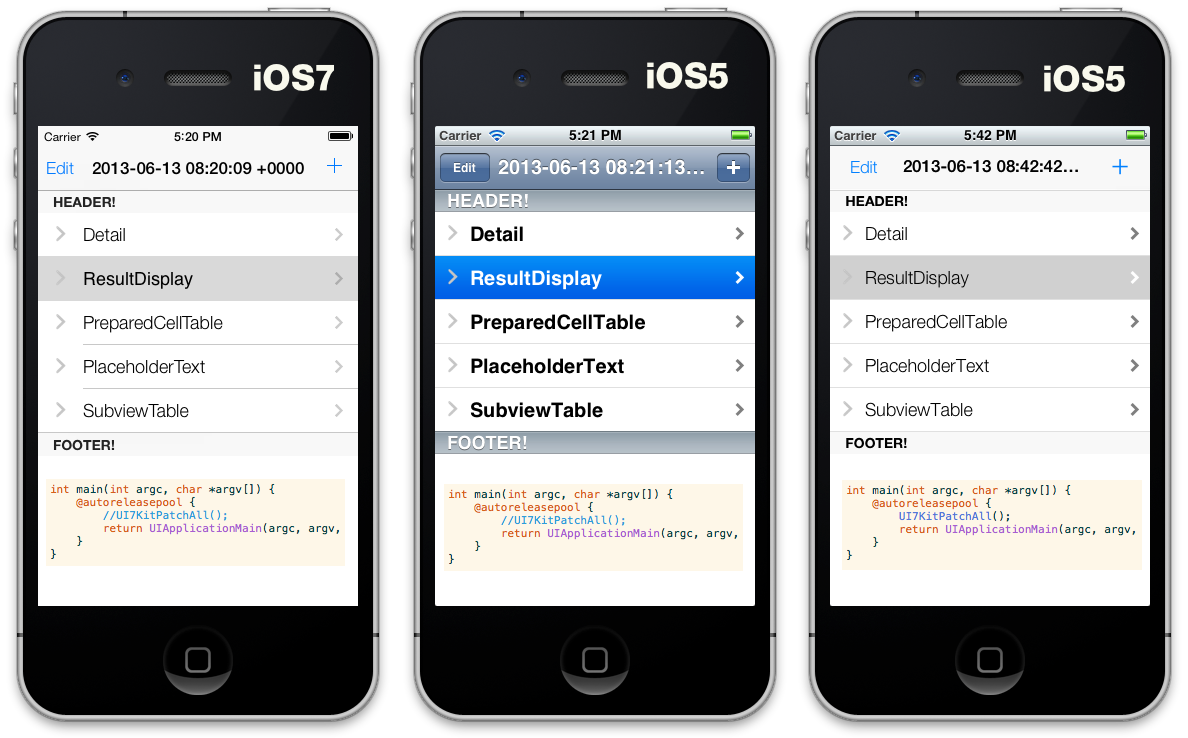 iOS7
Carrier
5:20 PM
Edit
2013-06-13 08:20:09 +0000
+
HEADER!
Detail
ResultDisplay
PreparedCellTable
PlaceholderText
SubviewTable
FOOTER!
int main(int argc, char *argv[]) {
@autoreleasepool {
//UI7KitPatchAll();
return UIApplicationMain(argc, argv,
}
}
iOS5
Carrier
5:21 PM
Edit
2013-06-13 08:21:13...
+
HEADER!
Detail
ResultDisplay
PreparedCellTable
PlaceholderText
SubviewTable
FOOTER!
int main(int argc, char *argv[]) {
@autoreleasepool {
//UI7KitPatchAll();
return UIApplicationMain(argc, argv,
}
}
iOS5
Carrier
5:42 PM
Edit
2013-06-13 08:42:42...
+
HEADER!
Detail
ResultDisplay
PreparedCellTable
PlaceholderText
SubviewTable
FOOTER!
int main(int argc, char *argv[]) {
@autoreleasepool {
UI7KitPatchAll();
return UIApplicationMain(argc, argv,
}
}